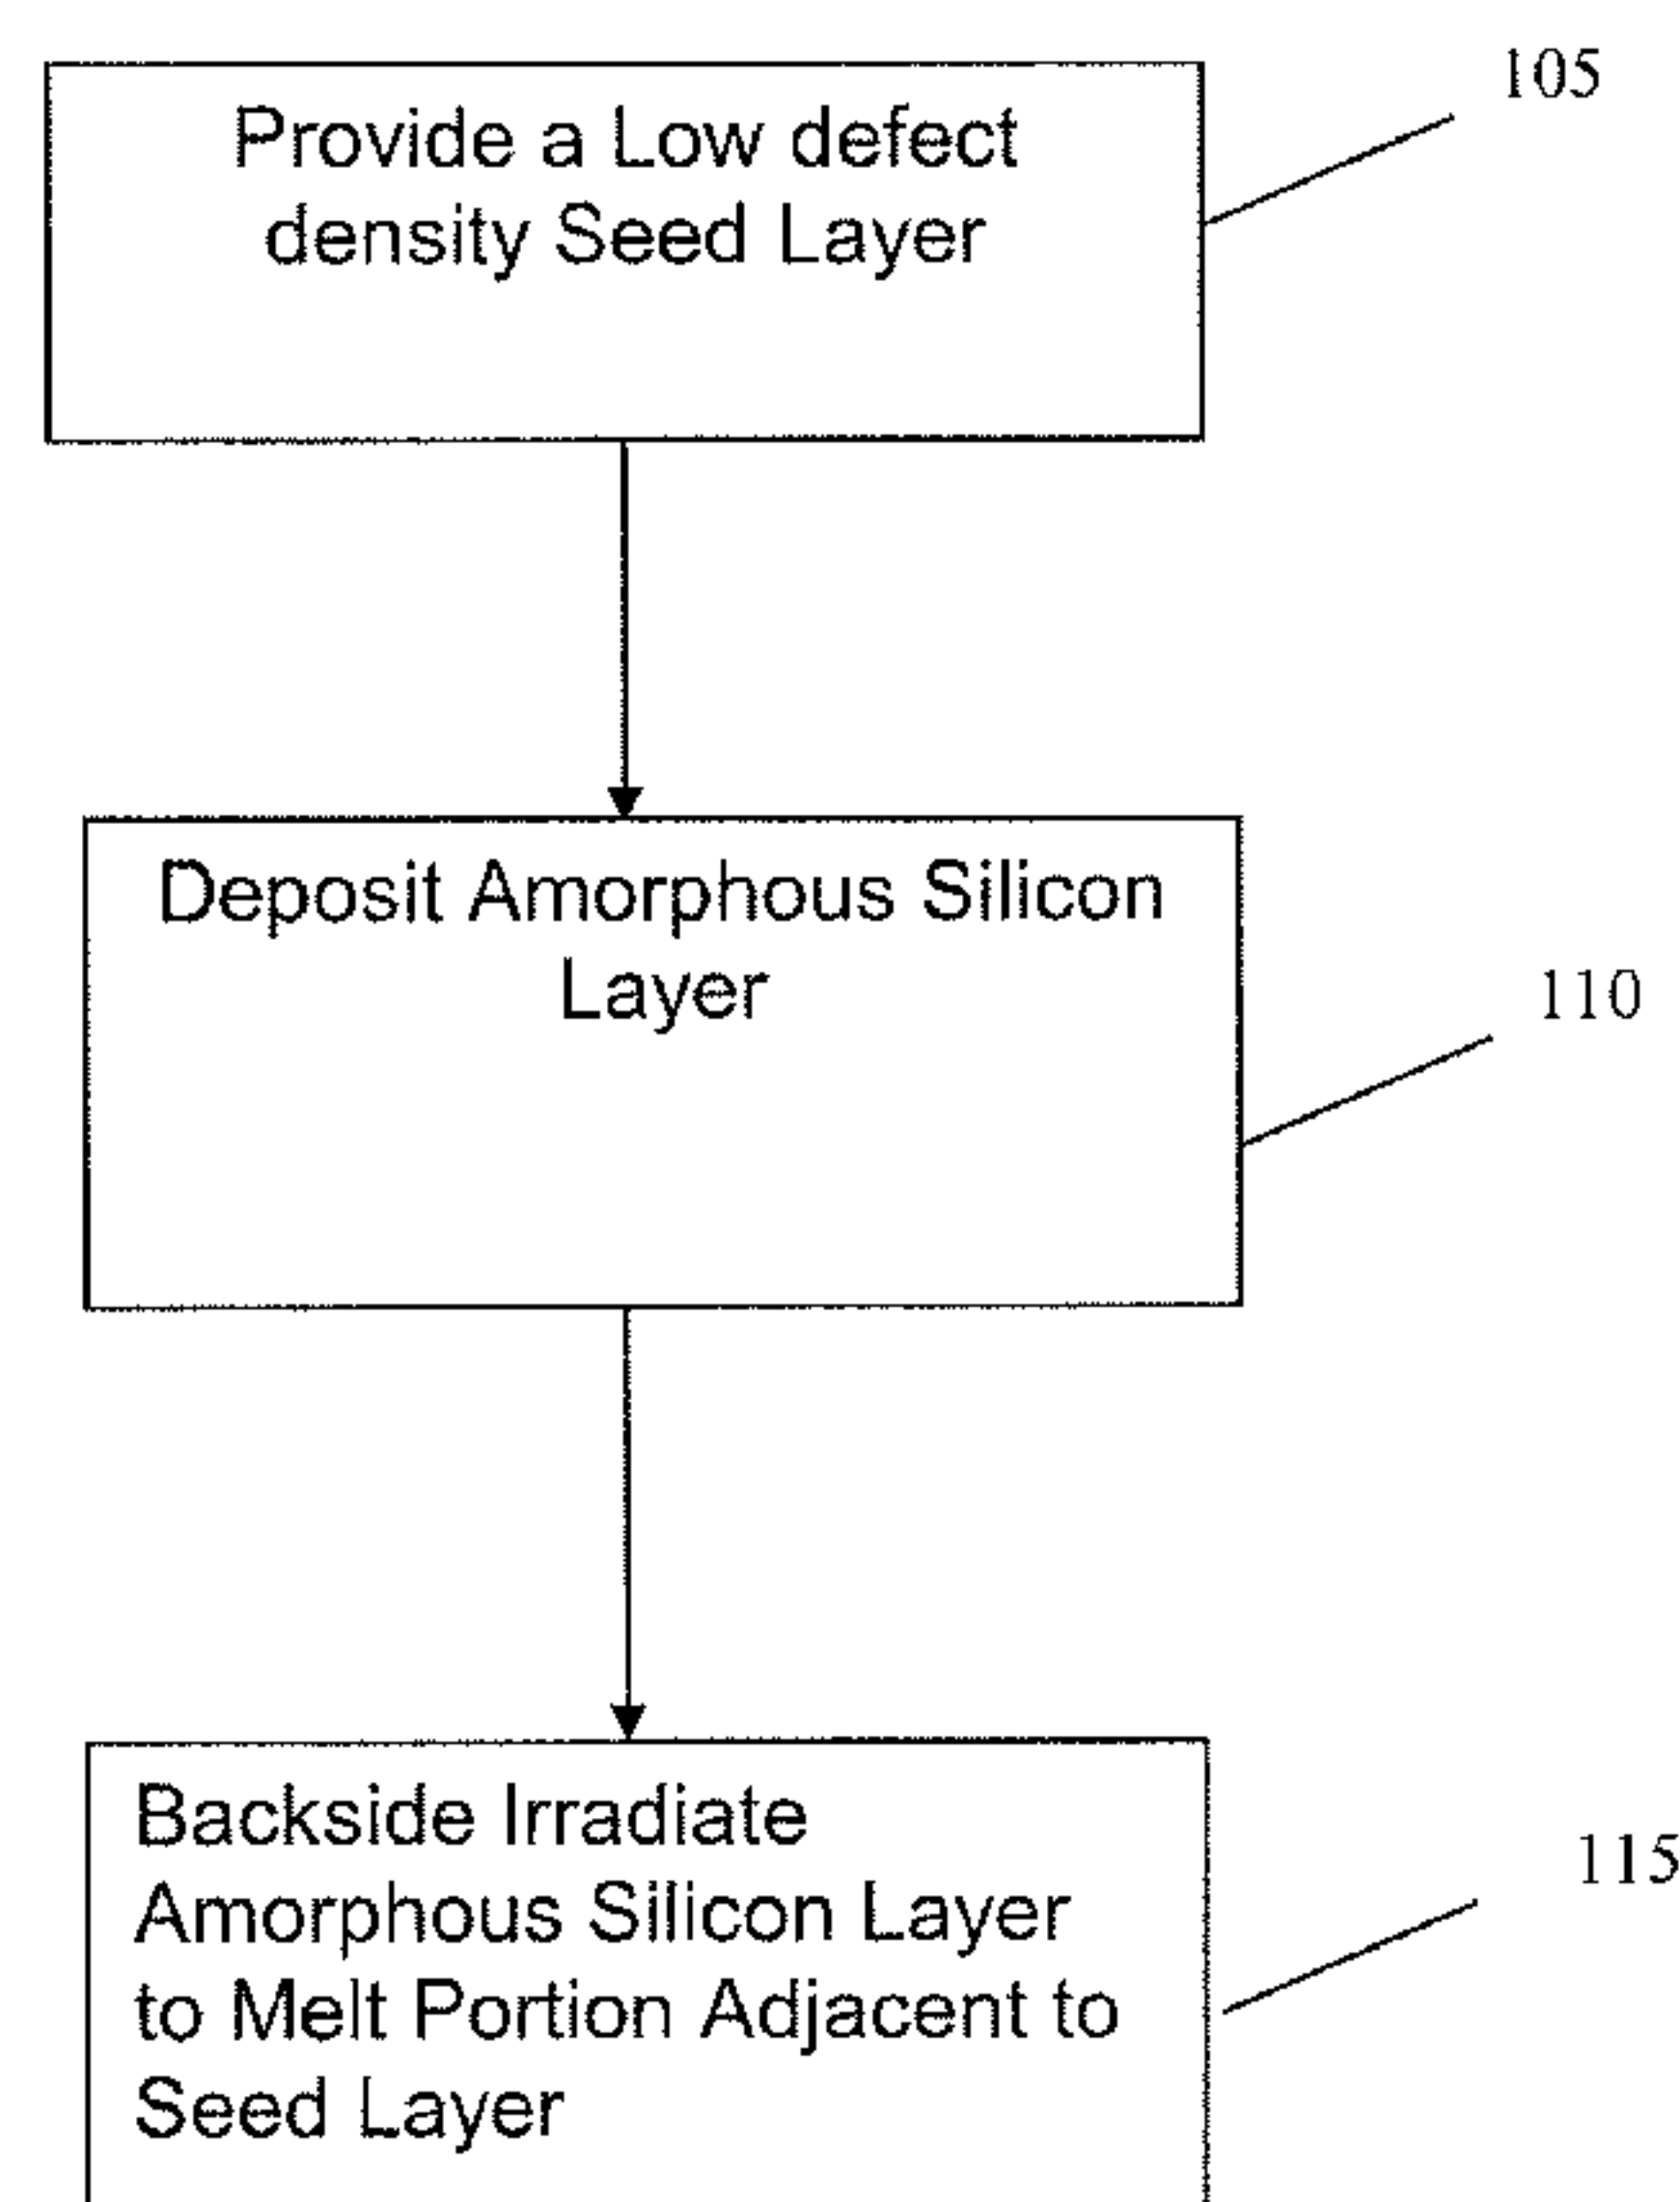 105
Provide a Low defect
density Seed Layer
Deposit Amorphous Silicon
Layer
110
Backside Irradiate
Amorphous Silicon Layer
to Melt Portion Adjacent to
Seed Layer
115